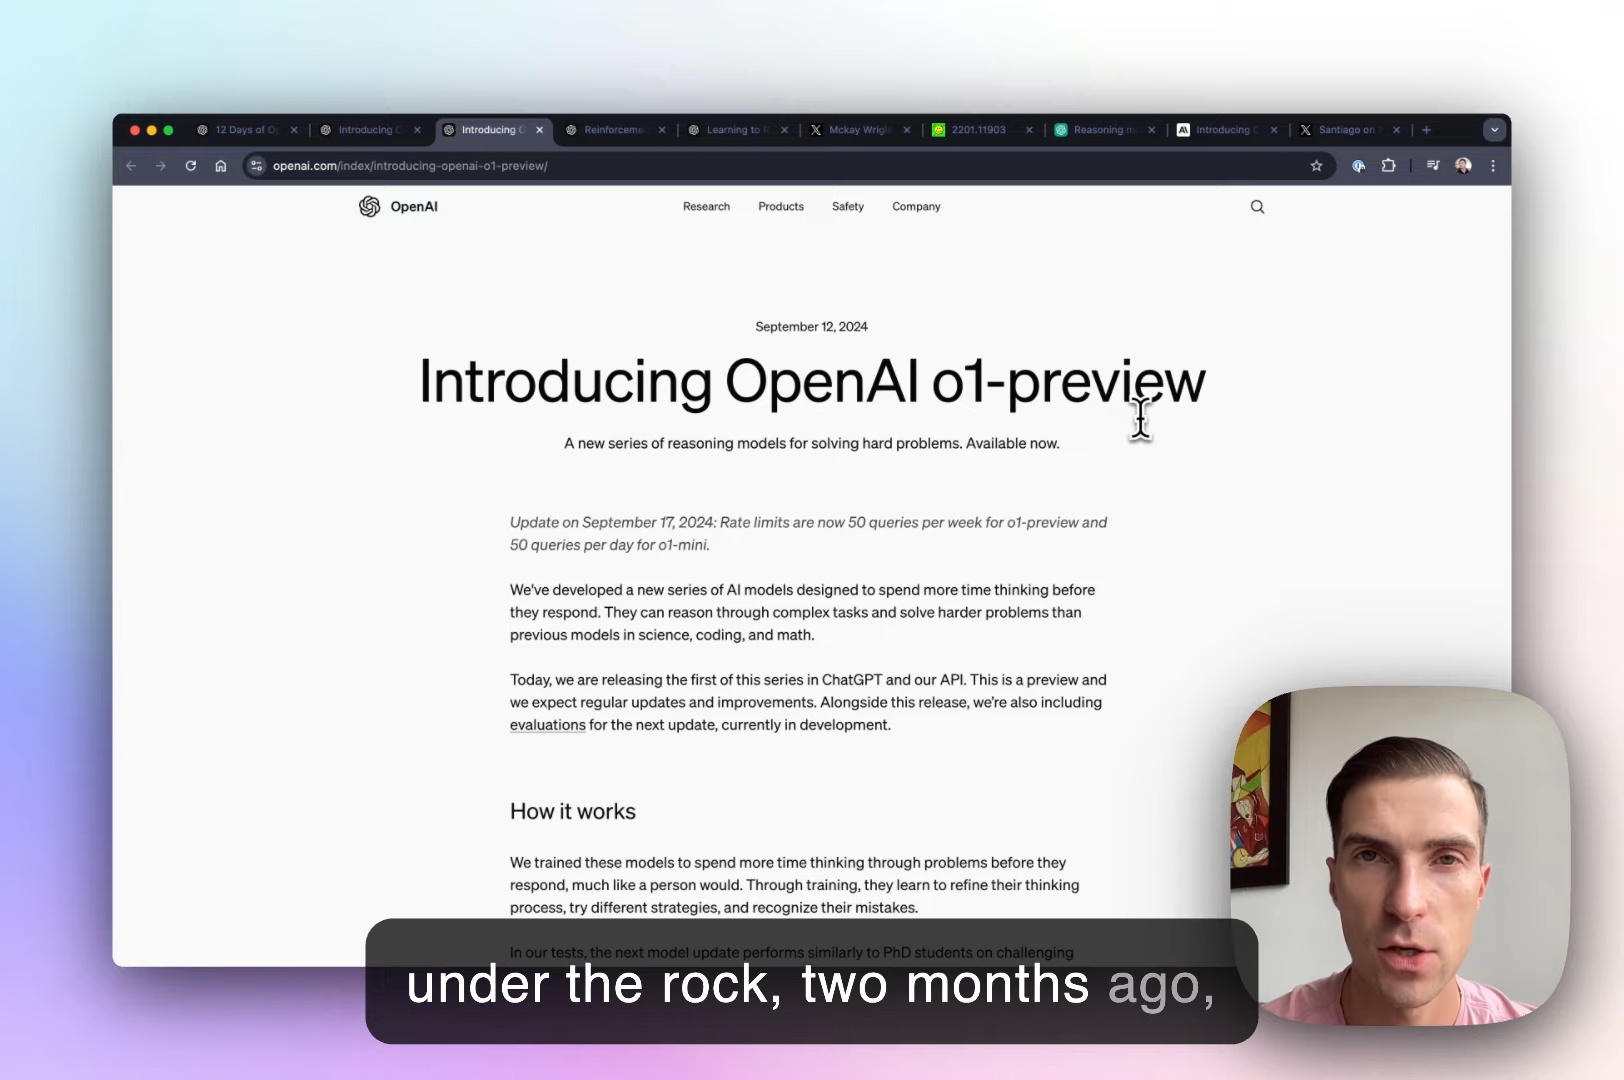 12 Days of Op
Introducing O
Introducing O
Reinforceme
Learning to R
Mckay Wrigl
2201.11903
Reasoning m
Introducing C
Santiago on
openai.com/index/introducing-openai-o1-preview/
OpenAI
Research
Products
Safety
Company
September 12, 2024
Introducing OpenAI o1-preview
A new series of reasoning models for solving hard problems. Available now.
Update on September 17, 2024: Rate limits are now 50 queries per week for o1-preview and
50 queries per day for o1-mini.
We've developed a new series of AI models designed to spend more time thinking before
they respond. They can reason through complex tasks and solve harder problems than
previous models in science, coding, and math.
Today, we are releasing the first of this series in ChatGPT and our API. This is a preview and
we expect regular updates and improvements. Alongside this release, we're also including
evaluations for the next update, currently in development.
How it works
We trained these models to spend more time thinking through problems before they
respond, much like a person would. Through training, they learn to refine their thinking
process, try different strategies, and recognize their mistakes.
In our tests, the next model update performs similarly to PhD students on challenging
under the rock, two months ago,